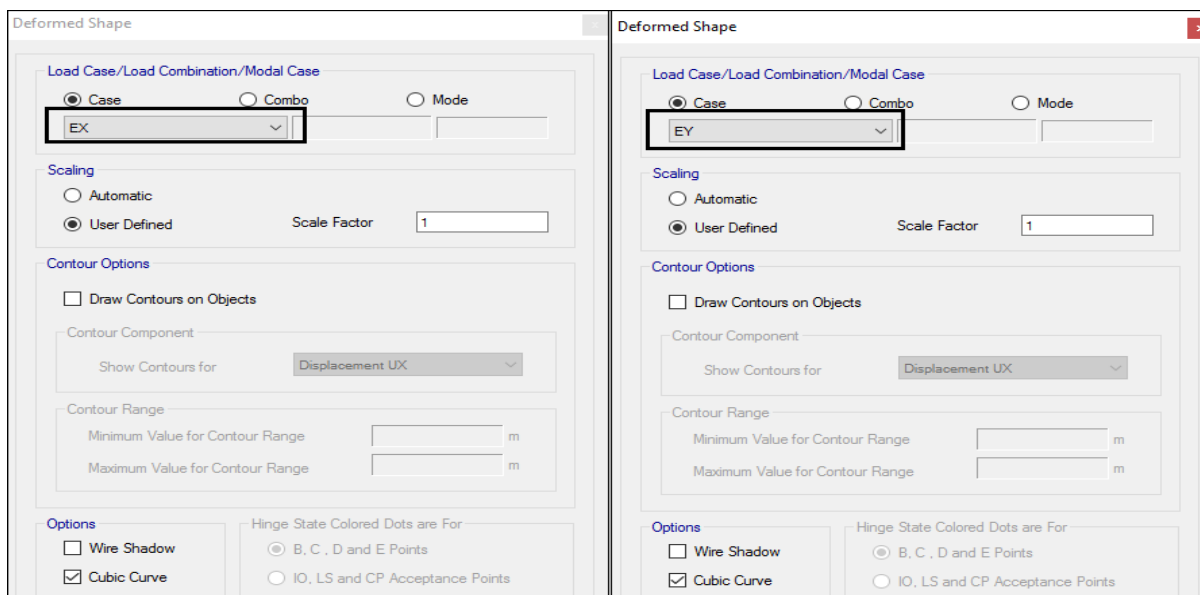 Deformed Shape
Load Case/Load Combination/Modal Case
Case Combo Mode
EX
Scaling
Automatic
User Defined Scale Factor 1
Contour Options
Draw Contours on Objects
Contour Component
Show Contours for Displacement UX
Contour Range
Minimum Value for Contour Range m
Maximum Value for Contour Range m
Options
Wire Shadow
Cubic Curve
Hinge State Colored Dots are For
B, C , D and E Points
IO, LS and CP Acceptance Points
Deformed Shape
Load Case/Load Combination/Modal Case
Case Combo Mode
EY
Scaling
Automatic
User Defined Scale Factor 1
Contour Options
Draw Contours on Objects
Contour Component
Show Contours for Displacement UX
Contour Range
Minimum Value for Contour Range m
Maximum Value for Contour Range m
Options
Wire Shadow
Cubic Curve
Hinge State Colored Dots are For
B, C , D and E Points
IO, LS and CP Acceptance Points